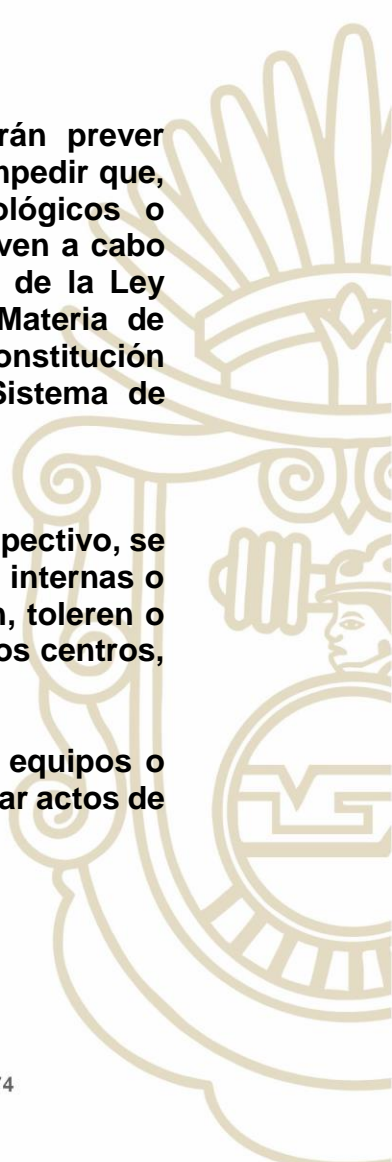 rán prever
mpedir que,
ológicos o
ven a cabo
de la Ley
Materia de
onstitución
Sistema de
pectivo, se
internas o
n, toleren o
os centros,
equipos o
ar actos de
74